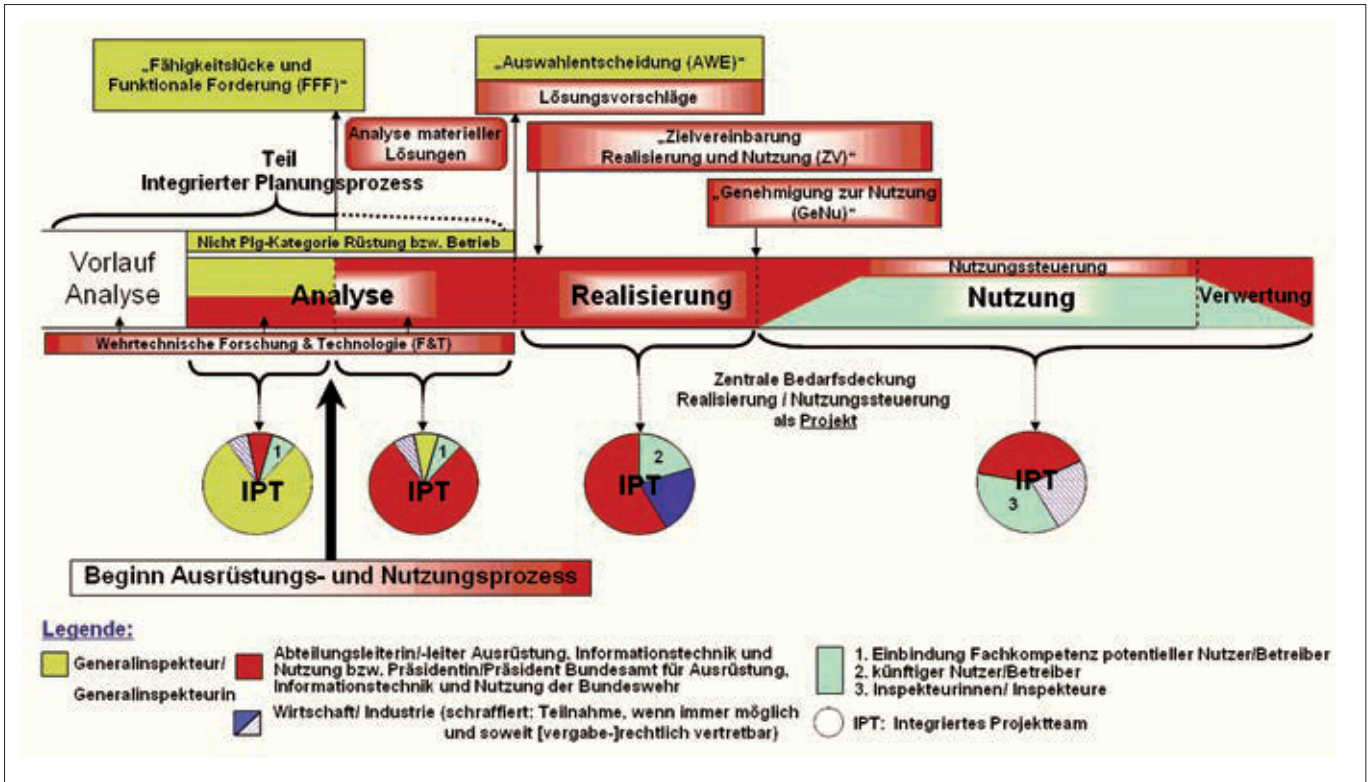 „Fähigkeitslücke und
Funktionale Forderung (FFF)“
„Auswahlentscheidung (AWE)“
Lösungsvorschläge
Analyse materieller
Lösungen
„Zielvereinbarung
Realisierung und Nutzung (ZV)“
Teil
Integrierter Planungsprozess
„Genehmigung zur Nutzung
(GeNu)“
Vorlauf
Analyse
Nicht Plg-Kategorie Rüstung bzw. Betrieb
Analyse
Realisierung
Nutzungssteuerung
Nutzung
Verwertung
Wehrtechnische Forschung & Technologie (F&T)
Zentrale Bedarfsdeckung
Realisierung / Nutzungssteuerung
als Projekt
1
IPT
1
IPT
2
IPT
IPT
3
Beginn Ausrüstungs- und Nutzungsprozess
Legende:
Generalinspekteur/
Generalinspekteurin
Abteilungsleiterin/-leiter Ausrüstung, Informationstechnik und
Nutzung bzw. Präsidentin/Präsident Bundesamt für Ausrüstung,
Informationstechnik und Nutzung der Bundeswehr
Wirtschaft/ Industrie (schraffiert: Teilnahme, wenn immer möglich
und soweit [vergabe-]rechtlich vertretbar)
1. Einbindung Fachkompetenz potentieller Nutzer/Betreiber
2. künftiger Nutzer/Betreiber
3. Inspekteurinnen/ Inspekteure
IPT: Integriertes Projektteam